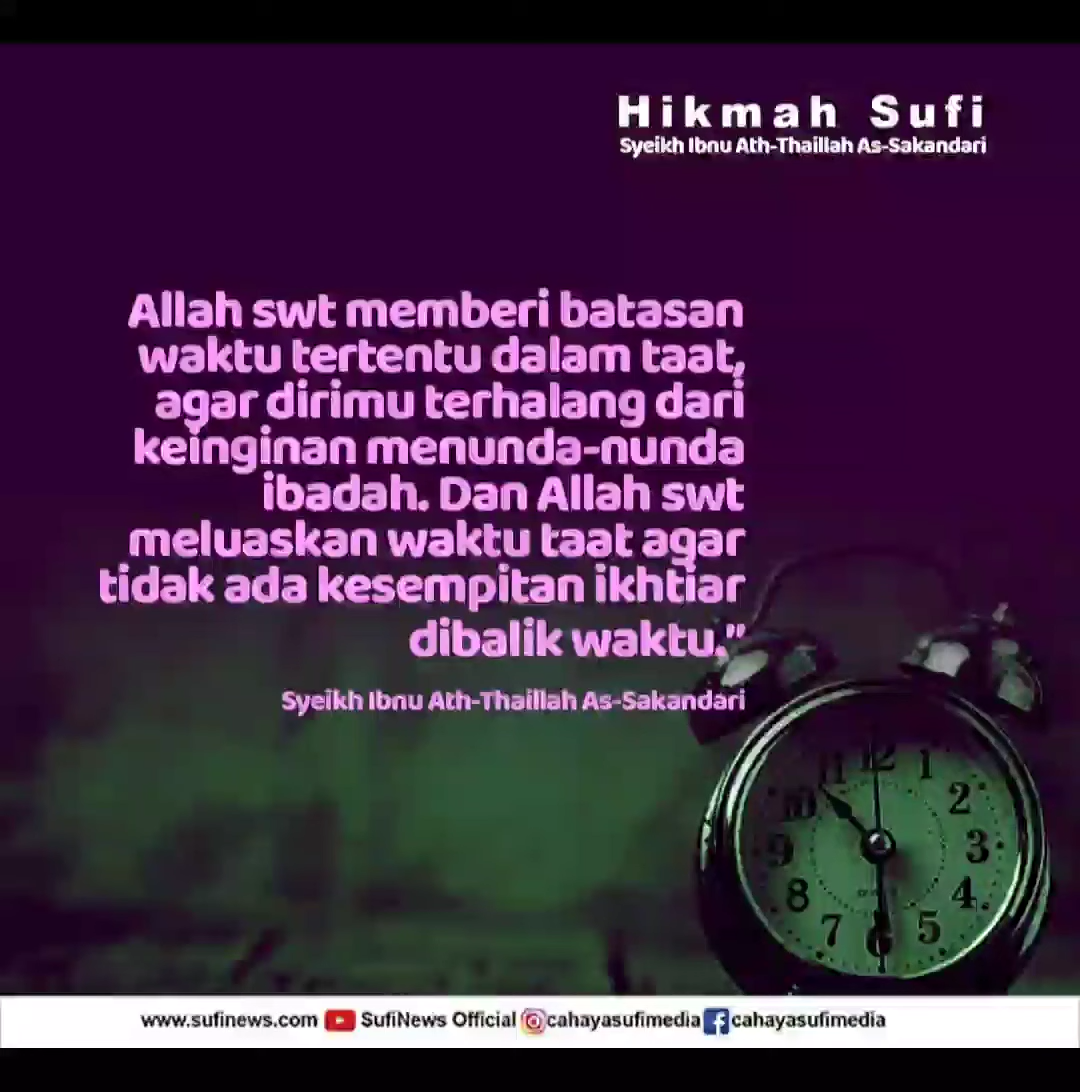 Hikmah Sufi
Syeikh Ibnu Ath-Thaillah As-Sakandari
Allah swt memberi batasan
waktu tertentu dalam taat,
agar dirimu terhalang dari
keinginan menunda-nunda
ibadah. Dan Allah swt
meluaskan waktu taat agar
tidak ada kesempitan ikhtiar
dibalik waktu."
Syeikh Ibnu Ath-Thaillah As-Sakandari
12
1
2
3
4
5
6
7
8
9
10
11
www.sufinews.com SufiNews Official cahayasufimedia cahayasufimedia